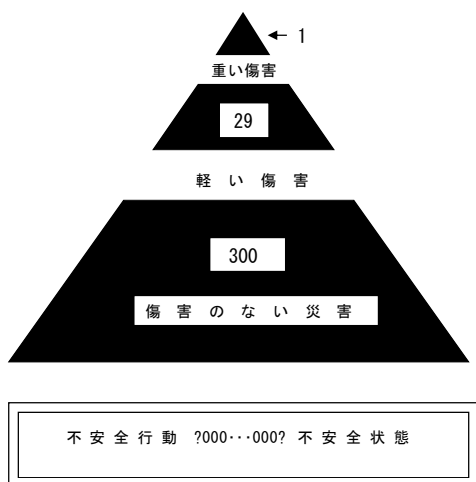 ← 1
重い傷害
29
軽い傷害
300
傷害のない災害
不安全行動 ?000···000? 不安全状態